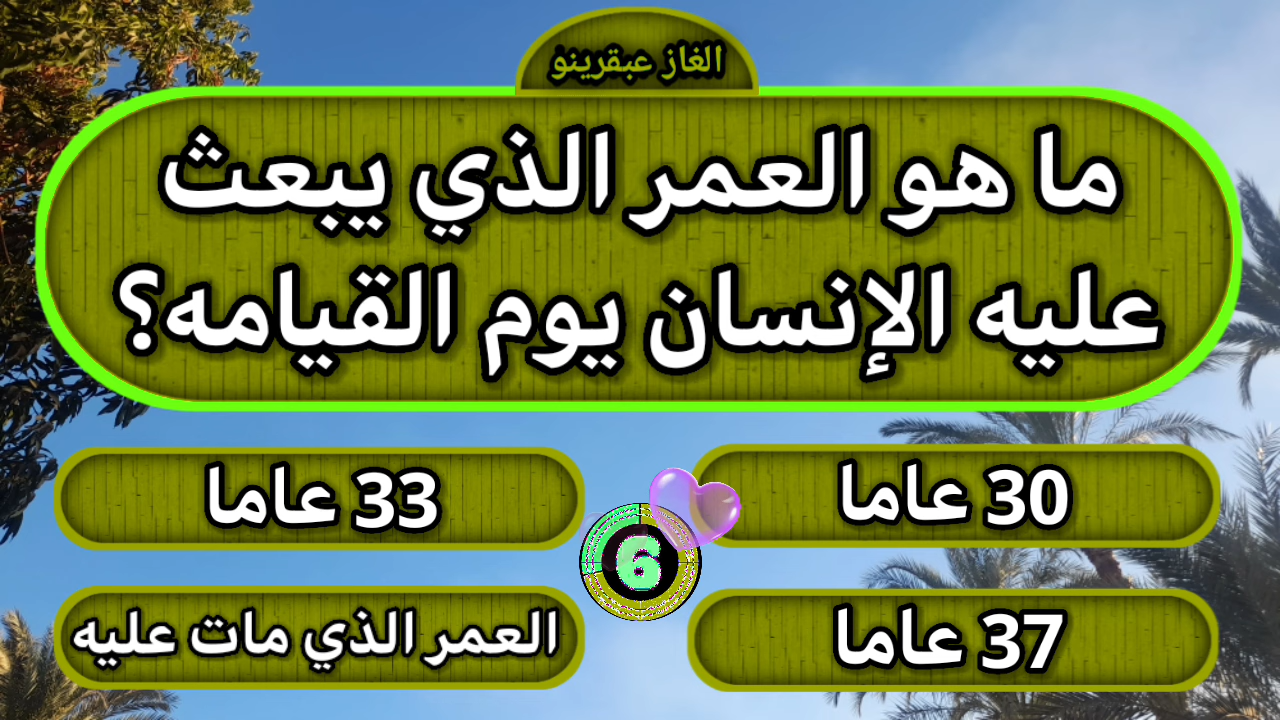 الغاز عبقرينو
ما هو العمر الذي يبعث
عليه الإنسان يوم القيامه؟
30 عاما
33 عاما
6
37 عاما
العمر الذي مات عليه